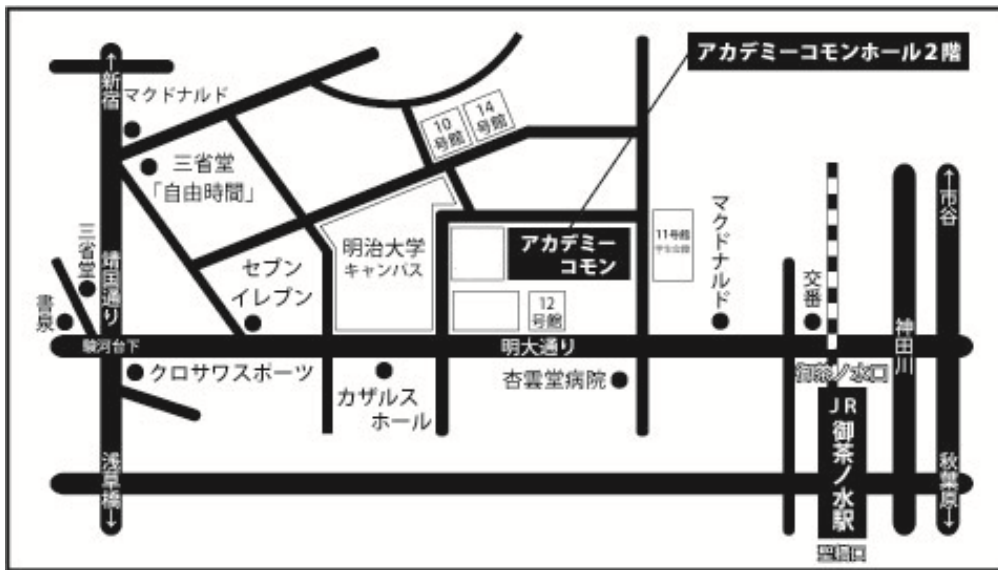 アカデミーコモンホール2階
↑新宿
マクドナルド
10
号館
14
号館
三省堂
「自由時間」
↑市谷
三省堂
靖国通り
書泉
明治大学
キャンパス
セブン
イレブン
アカデミー
コモン
11号館
マクドナルド
交番
12
号館
駿河台下
明大通り
神田川
クロサワスポーツ
カザルス
ホール
杏雲堂病院
御茶ノ水口
JR
御茶ノ水駅
浅草橋→
秋葉原→
聖橋口